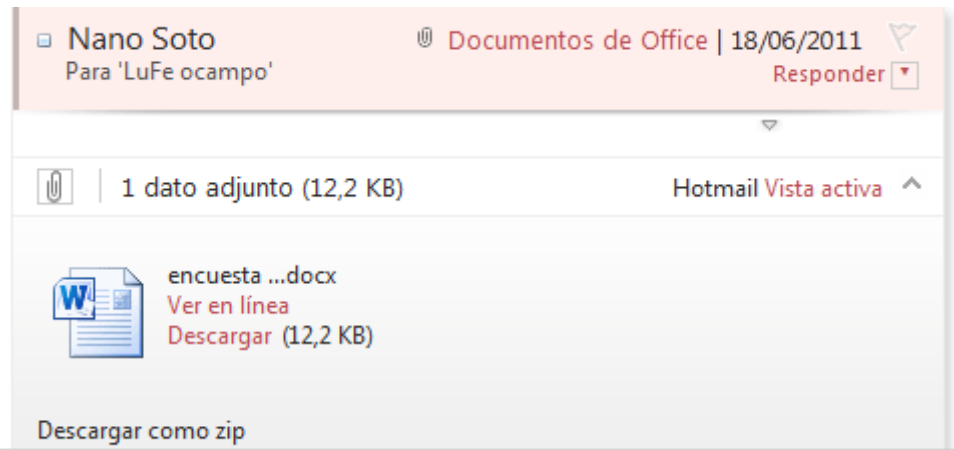 Nano Soto
Documentos de Office | 18/06/2011
Para 'LuFe ocampo'
Responder
1 dato adjunto (12,2 KB)
Hotmail Vista activa
W
encuesta ...docx
Ver en línea
Descargar (12,2 KB)
Descargar como zip